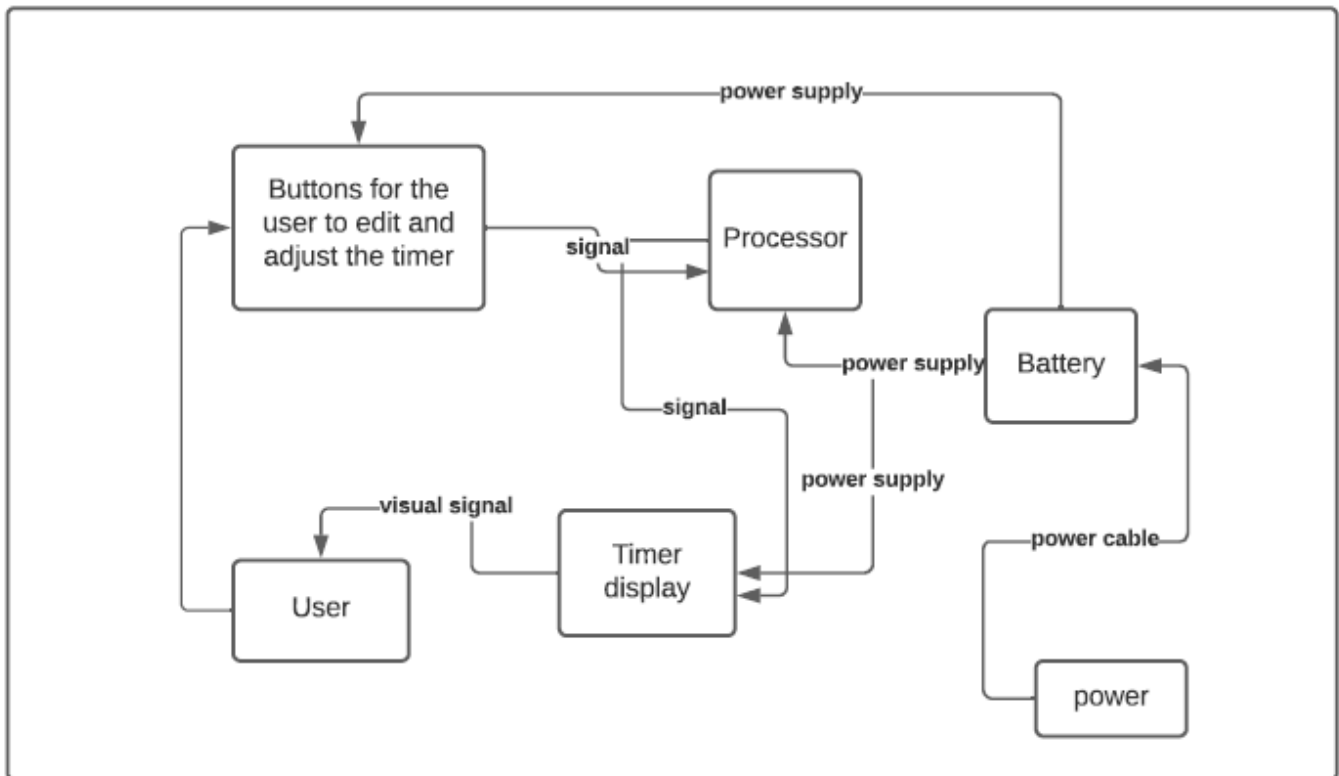 power supply
Buttons for the
user to edit and
adjust the timer
signal
Processor
power supply
Battery
signal
power supply
visual signal
power cable
Timer
display
User
power